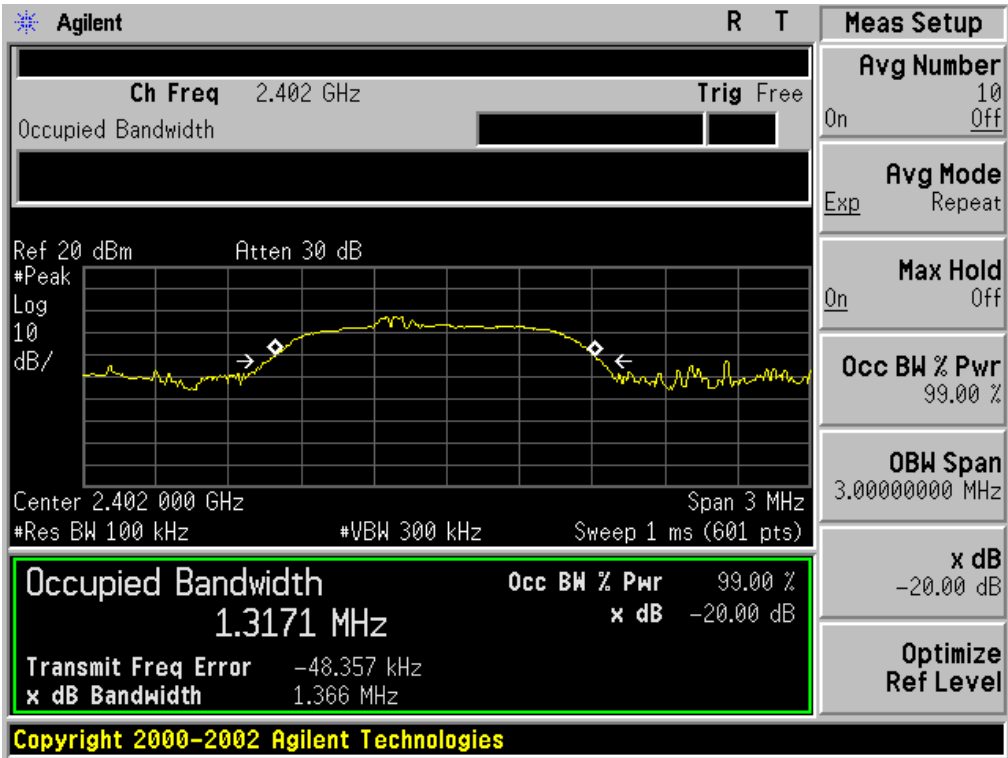 Agilent R T
Ch Freq 2.402 GHz Trig Free
Occupied Bandwidth
Ref 20 dBm Atten 30 dB
#Peak
Log
10
dB/
Center 2.402 000 GHz Span 3 MHz
#Res BW 100 kHz #VBW 300 kHz Sweep 1 ms (601 pts)
Occupied Bandwidth Occ BW % Pwr 99.00 %
1.3171 MHz x dB -20.00 dB
Transmit Freq Error -48.357 kHz
x dB Bandwidth 1.366 MHz
Copyright 2000-2002 Agilent Technologies
Meas Setup
Avg Number
10
On Off
Avg Mode
Exp Repeat
Max Hold
On Off
Occ BW % Pwr
99.00 %
OBW Span
3.00000000 MHz
x dB
-20.00 dB
Optimize
Ref Level